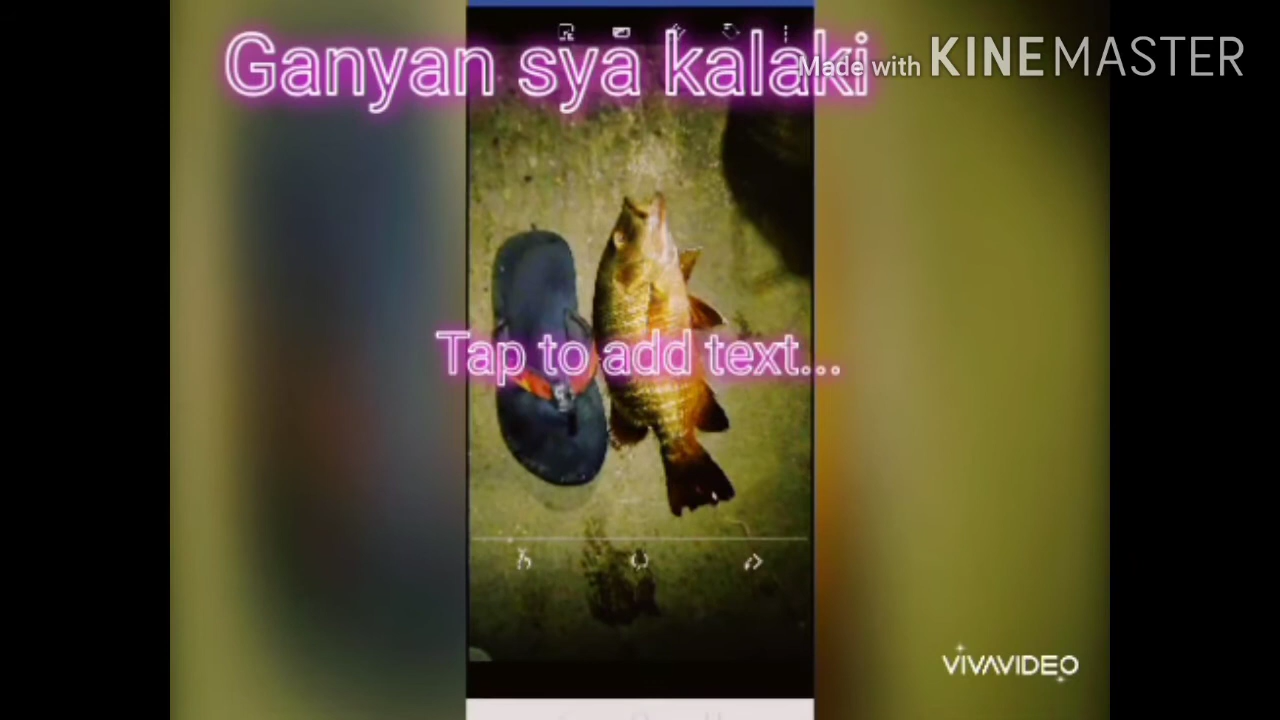 Ganyan sya kalaki
Made with KINEMASTER
Tap to add text...
VIVAVIDEO